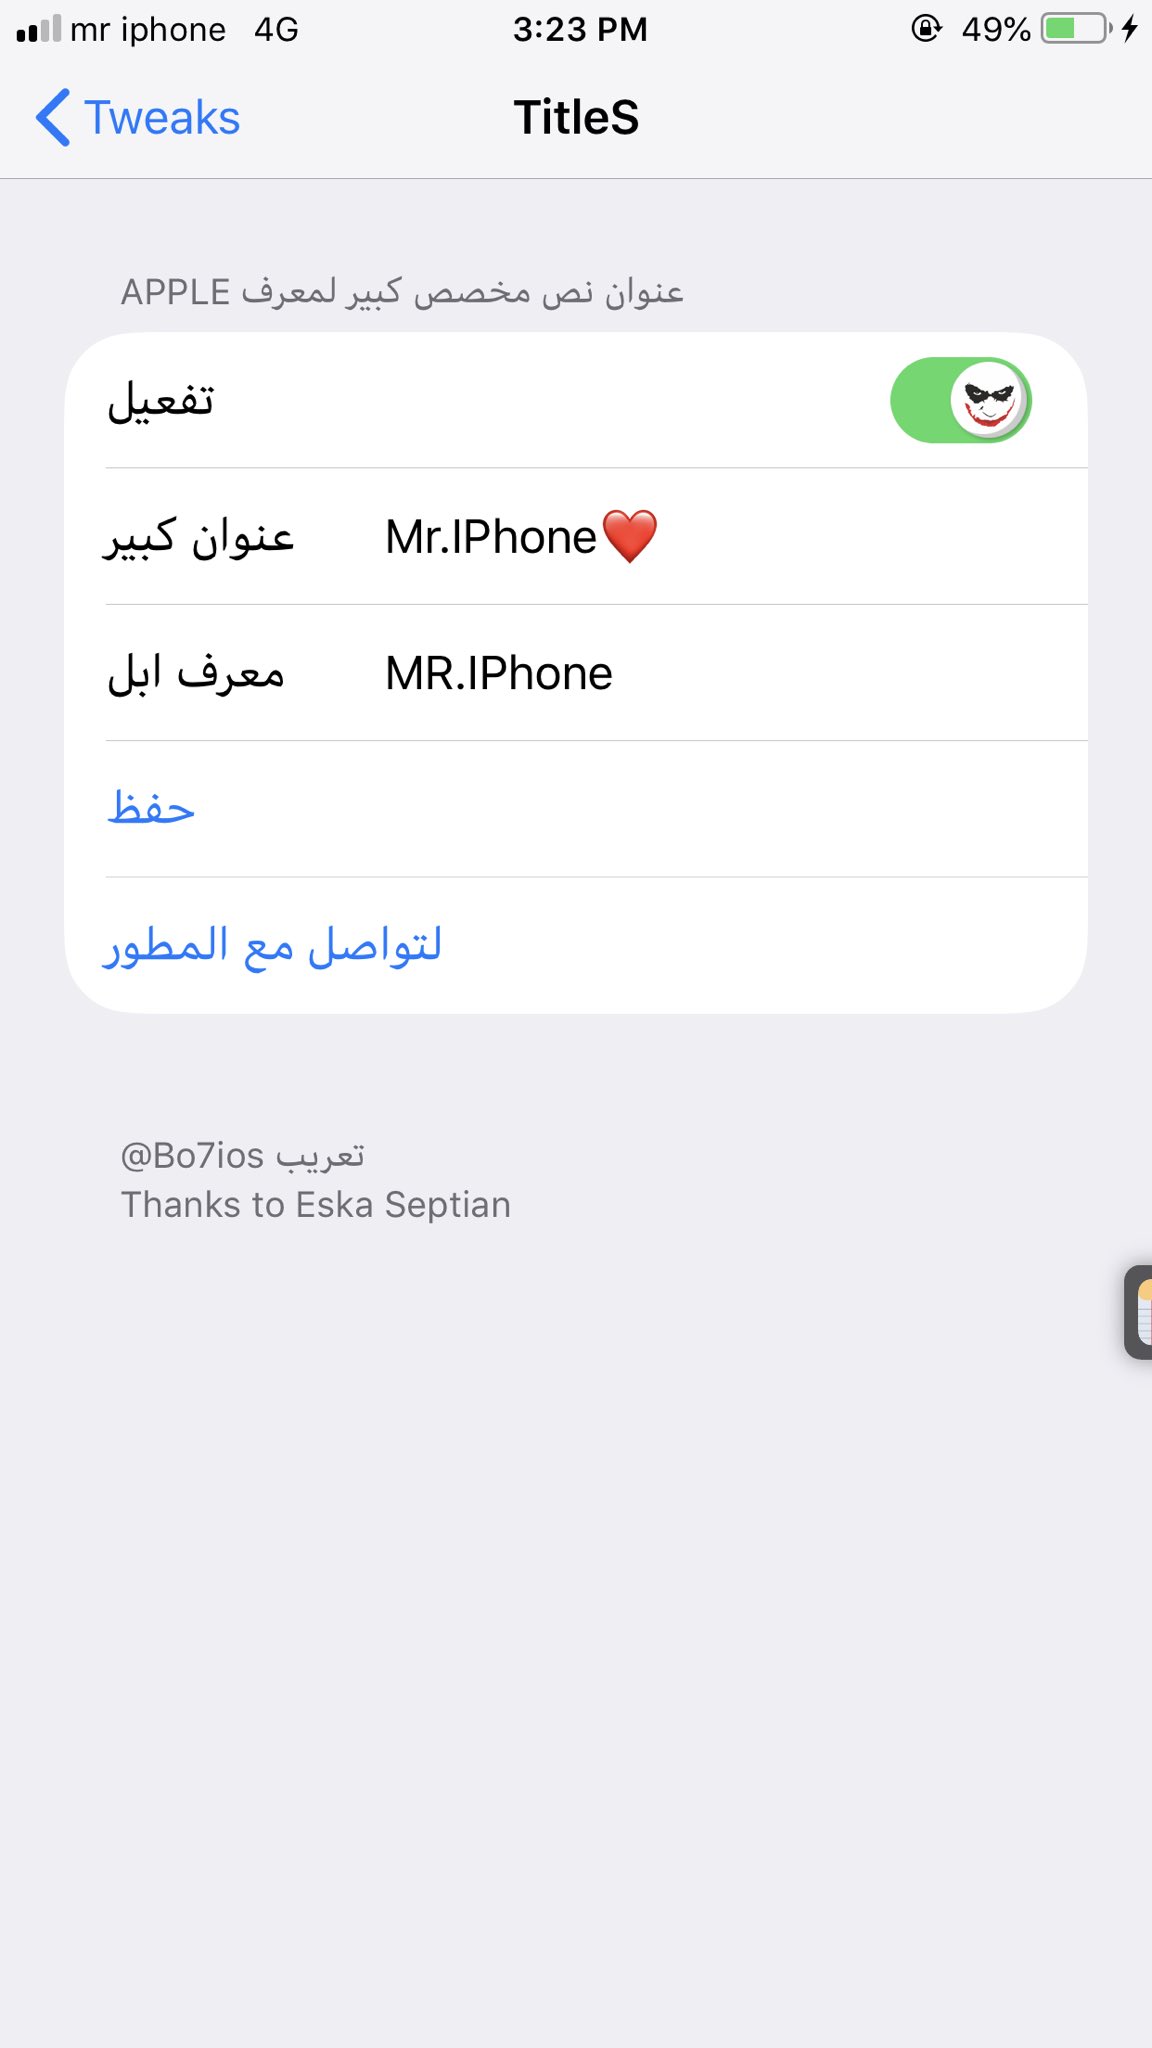 mr iphone 4G 3:23 PM 49%
Tweaks TitleS
عنوان نص مخصص كبير لمعرف APPLE
تفعيل
عنوان كبير Mr.IPhone❤️
معرف ابل MR.IPhone
حفظ
لتواصل مع المطور
@Bo7ios تعريب
Thanks to Eska Septian